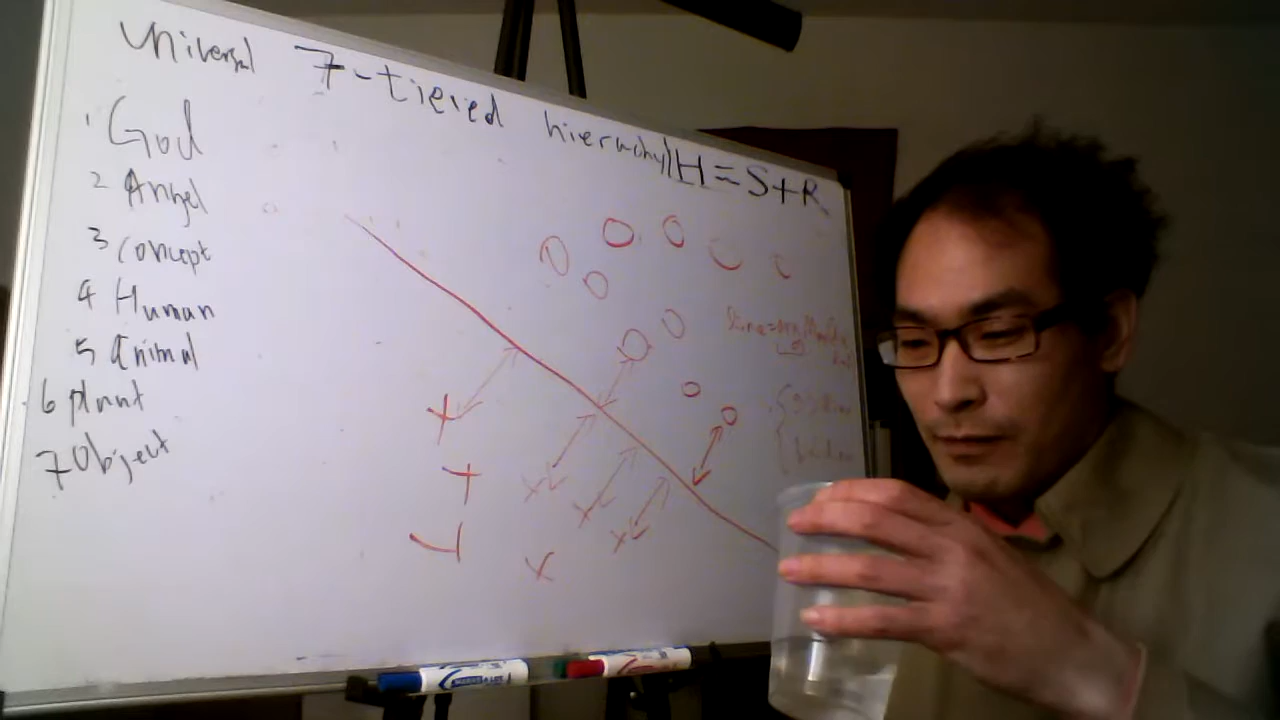 Universal 7-tiered hierarchy H=S+R
1 God
2 Angel
3 Concept
4 Human
5 Animal
6 plant
7 Object